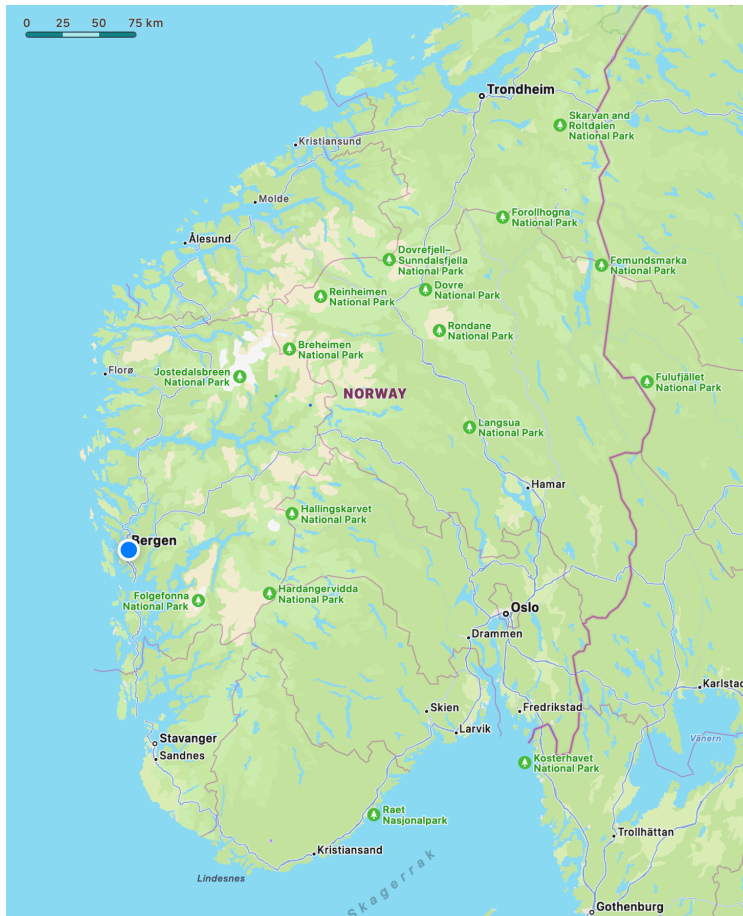 0 25 50 75 km
Trondheim
Skarvan and
Roltdalen
National Park
Kristiansund
Molde
Forollhogna
National Park
Ålesund
Dovrefjell–
Sunndalsfjella
National Park
Femundsmarka
National Park
Dovre
National Park
Reinheimen
National Park
Rondane
National Park
Breheimen
National Park
Florø
Jostedalsbreen
National Park
Fulufjället
National Park
NORWAY
Langsua
National Park
Hamar
Hallingskarvet
National Park
Bergen
Hardangervidda
National Park
Folgefonna
National Park
Oslo
Drammen
Karlstad
Skien
Fredrikstad
Larvik
Stavanger
Sandnes
Vänern
Kosterhavet
National Park
Raet
Nasjonalpark
Trollhättan
Kristiansand
Lindesnes
Skagerrak
Gothenburg